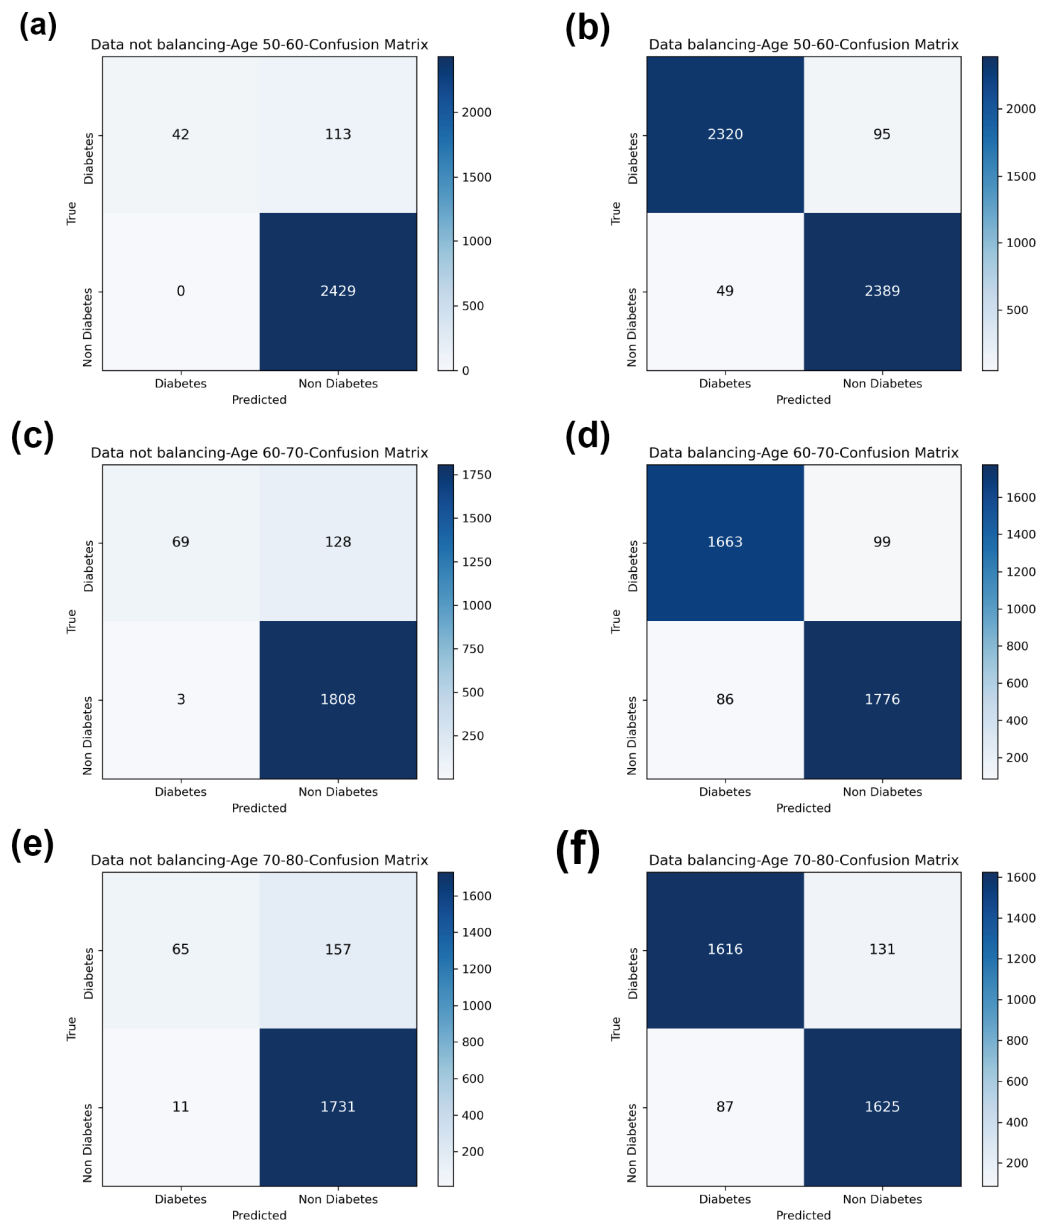 (a)
Data not balancing-Age 50-60-Confusion Matrix
Diabetes
Non Diabetes
True
42
113
0
2429
Diabetes
Non Diabetes
Predicted
2000
1500
1000
500
0
(b)
Data not balancing-Age 50-60-Confusion Matrix
Diabetes
Non Diabetes
True
2320
95
49
2389
Diabetes
Non Diabetes
Predicted
2000
1500
1000
500
(c)
Data not balancing-Age 60-70-Confusion Matrix
Diabetes
Non Diabetes
True
69
128
3
1808
Diabetes
Non Diabetes
Predicted
1750
1500
1250
1000
750
500
250
(d)
Data balancing-Age 60-70-Confusion Matrix
Diabetes
Non Diabetes
True
1663
99
86
1776
Diabetes
Non Diabetes
Predicted
1600
1400
1200
1000
800
600
400
200
(e)
Data not balancing-Age 70-80-Confusion Matrix
Diabetes
Non Diabetes
True
65
157
11
1731
Diabetes
Non Diabetes
Predicted
1600
1400
1200
1000
800
600
400
200
(f)
Data balancing-Age 70-80-Confusion Matrix
Diabetes
Non Diabetes
True
1616
131
87
1625
Diabetes
Non Diabetes
Predicted
1600
1400
1200
1000
800
600
400
200